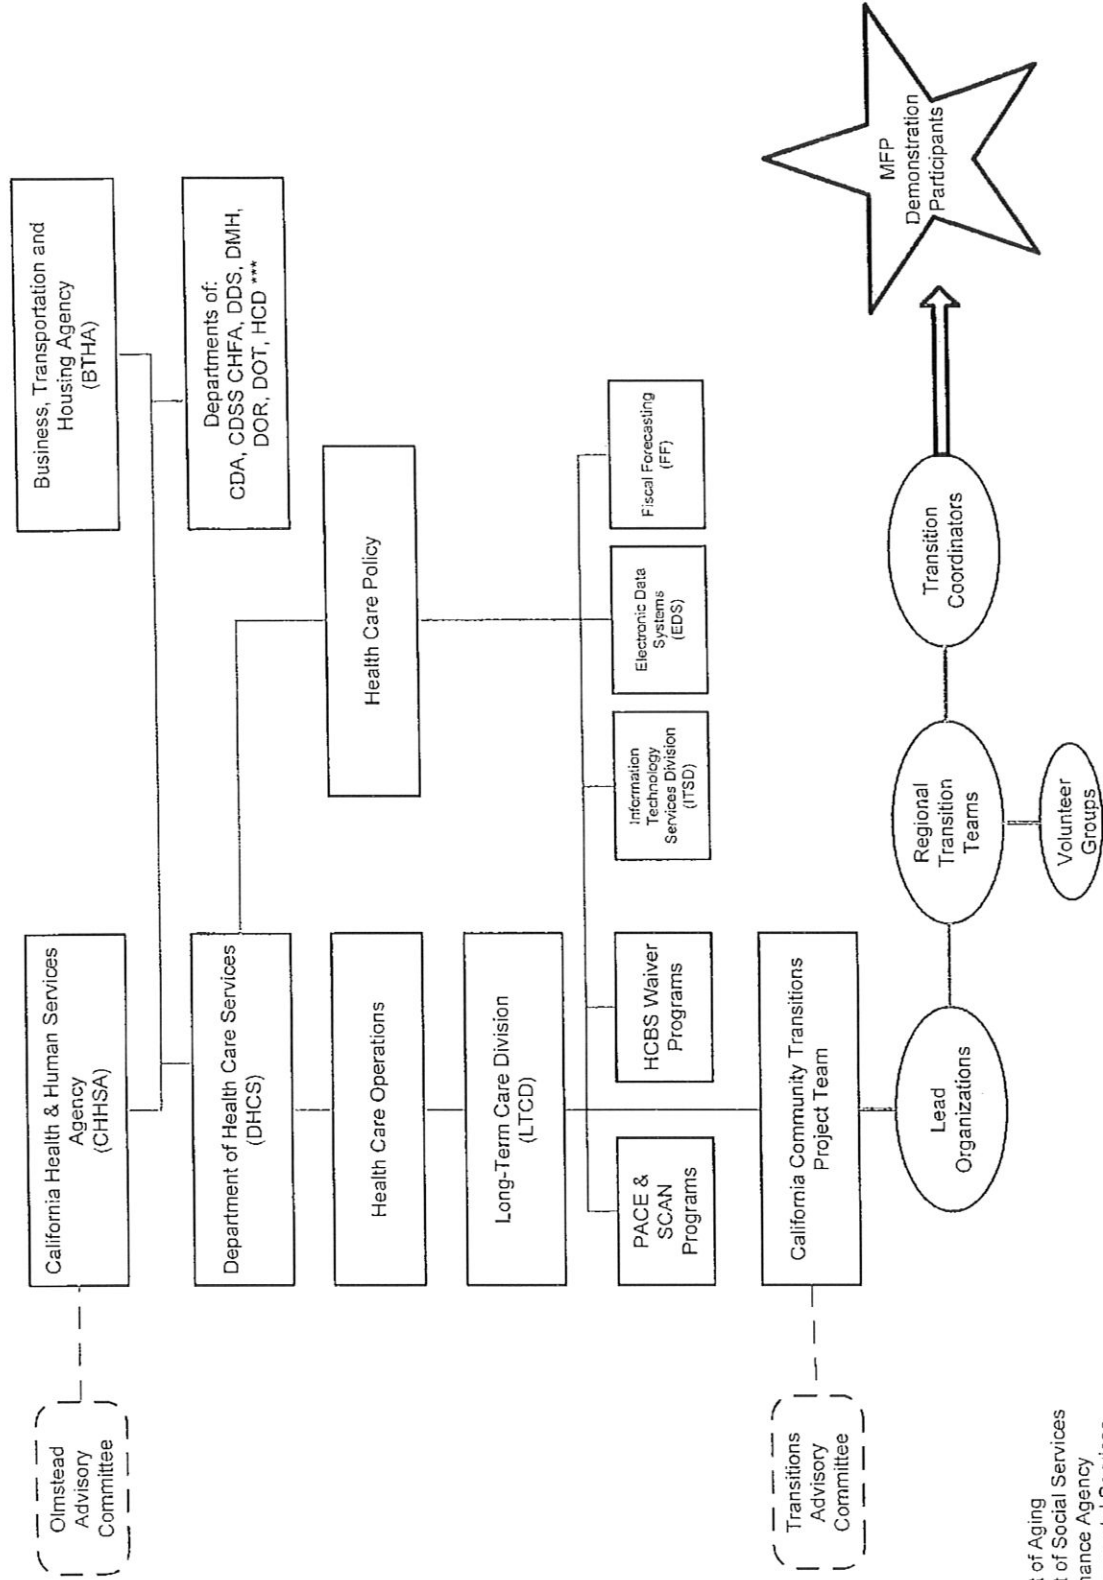 Business, Transportation and
Housing Agency
(BTHA)
California Health & Human Services
Agency
(CHHSA)
Olmstead
Advisory
Committee
Departments of:
CDA, CDSS CHFA, DDS, DMH,
DOR, DOT, HCD ***
Department of Health Care Services
(DHCS)
Health Care Operations
Health Care Policy
Long-Term Care Division
(LTCD)
PACE &
SCAN
Programs
HCBS Waiver
Programs
Information
Technology
Services Division
(ITSD)
Electronic Data
Systems
(EDS)
Fiscal Forecasting
(FF)
Transitions
Advisory
Committee
California Community Transitions
Project Team
Lead
Organizations
Regional
Transition
Teams
Transition
Coordinators
MFP
Demonstration
Participants
Volunteer
Groups
of Aging
of Social Services
Agency
Services